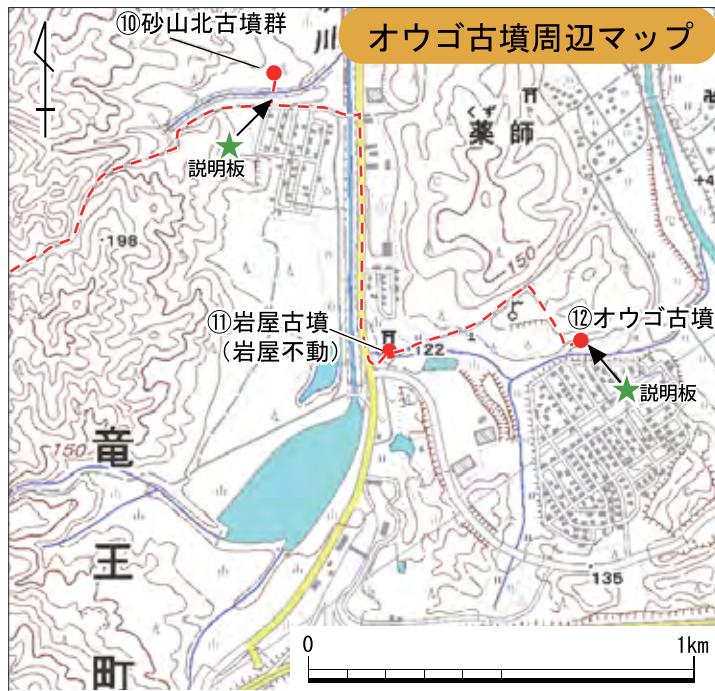 オウゴ古墳周辺マップ
⑩砂山北古墳群
川
説明板
くず
薬師
+4
・198
150
⑪岩屋古墳
(岩屋不動)
・122
⑫オウゴ古墳
説明板
150
竜
王
町
・135
0
1km